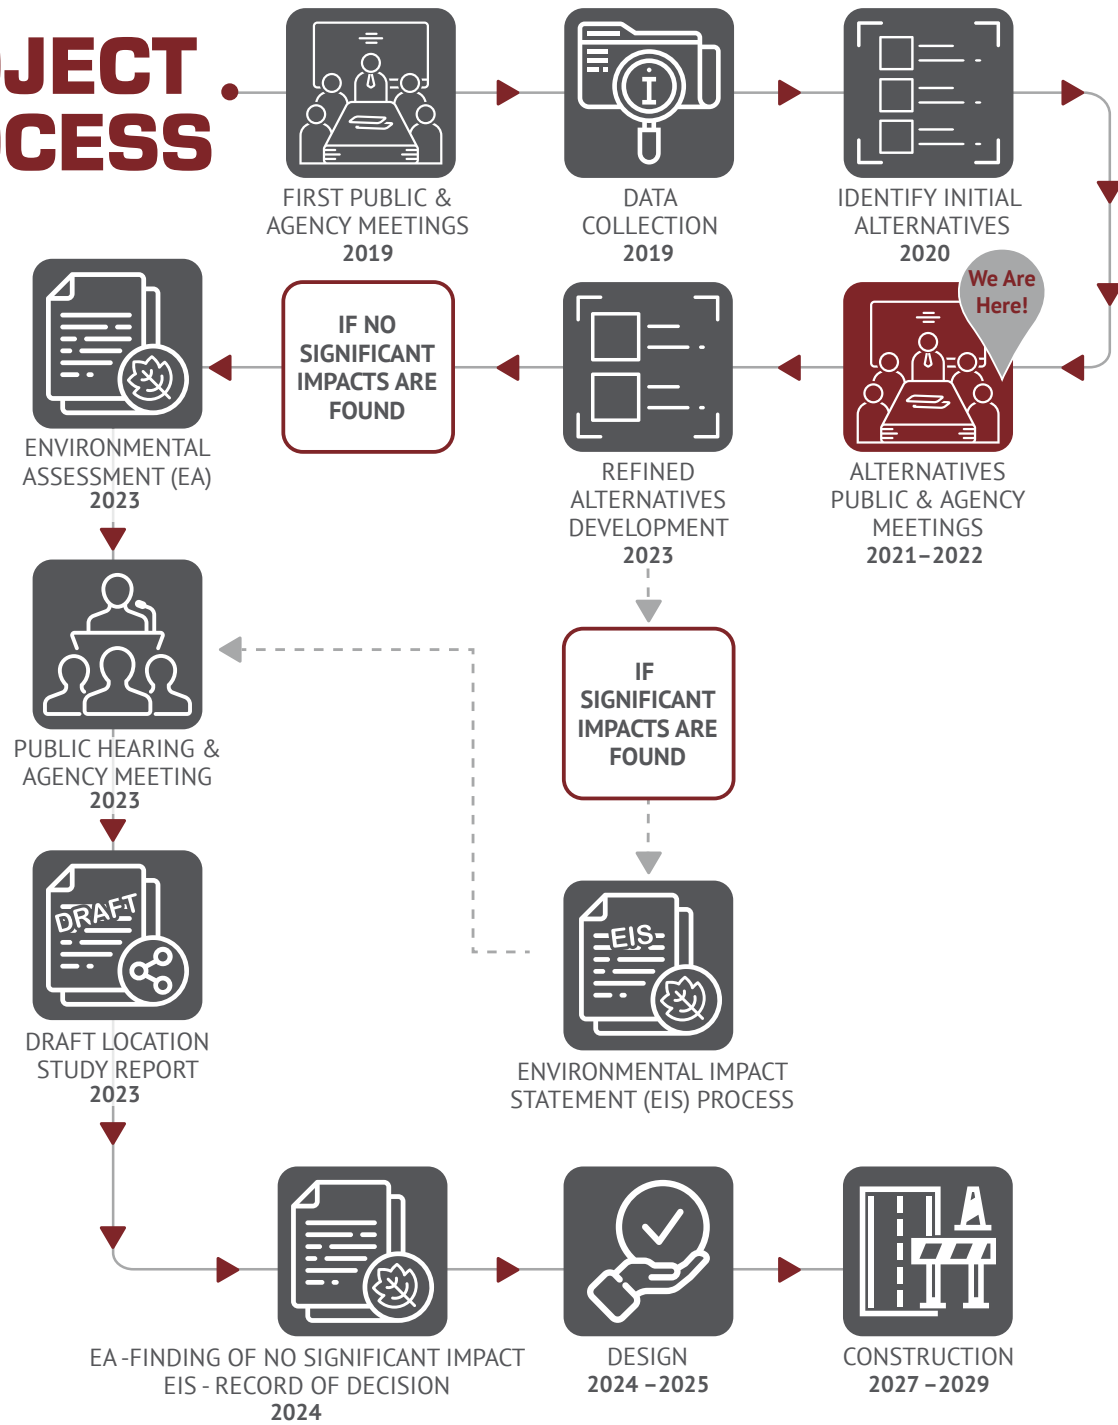 OJECT
OCESS
FIRST PUBLIC &
AGENCY MEETINGS
2019
DATA
COLLECTION
2019
IDENTIFY INITIAL
ALTERNATIVES
2020
We Are
Here!
ALTERNATIVES
PUBLIC & AGENCY
MEETINGS
2021–2022
REFINED
ALTERNATIVES
DEVELOPMENT
2023
IF NO
SIGNIFICANT
IMPACTS ARE
FOUND
ENVIRONMENTAL
ASSESSMENT (EA)
2023
IF
SIGNIFICANT
IMPACTS ARE
FOUND
EIS
ENVIRONMENTAL IMPACT
STATEMENT (EIS) PROCESS
PUBLIC HEARING &
AGENCY MEETING
2023
DRAFT
DRAFT LOCATION
STUDY REPORT
2023
EA -FINDING OF NO SIGNIFICANT IMPACT
EIS - RECORD OF DECISION
2024
DESIGN
2024 –2025
CONSTRUCTION
2027 –2029